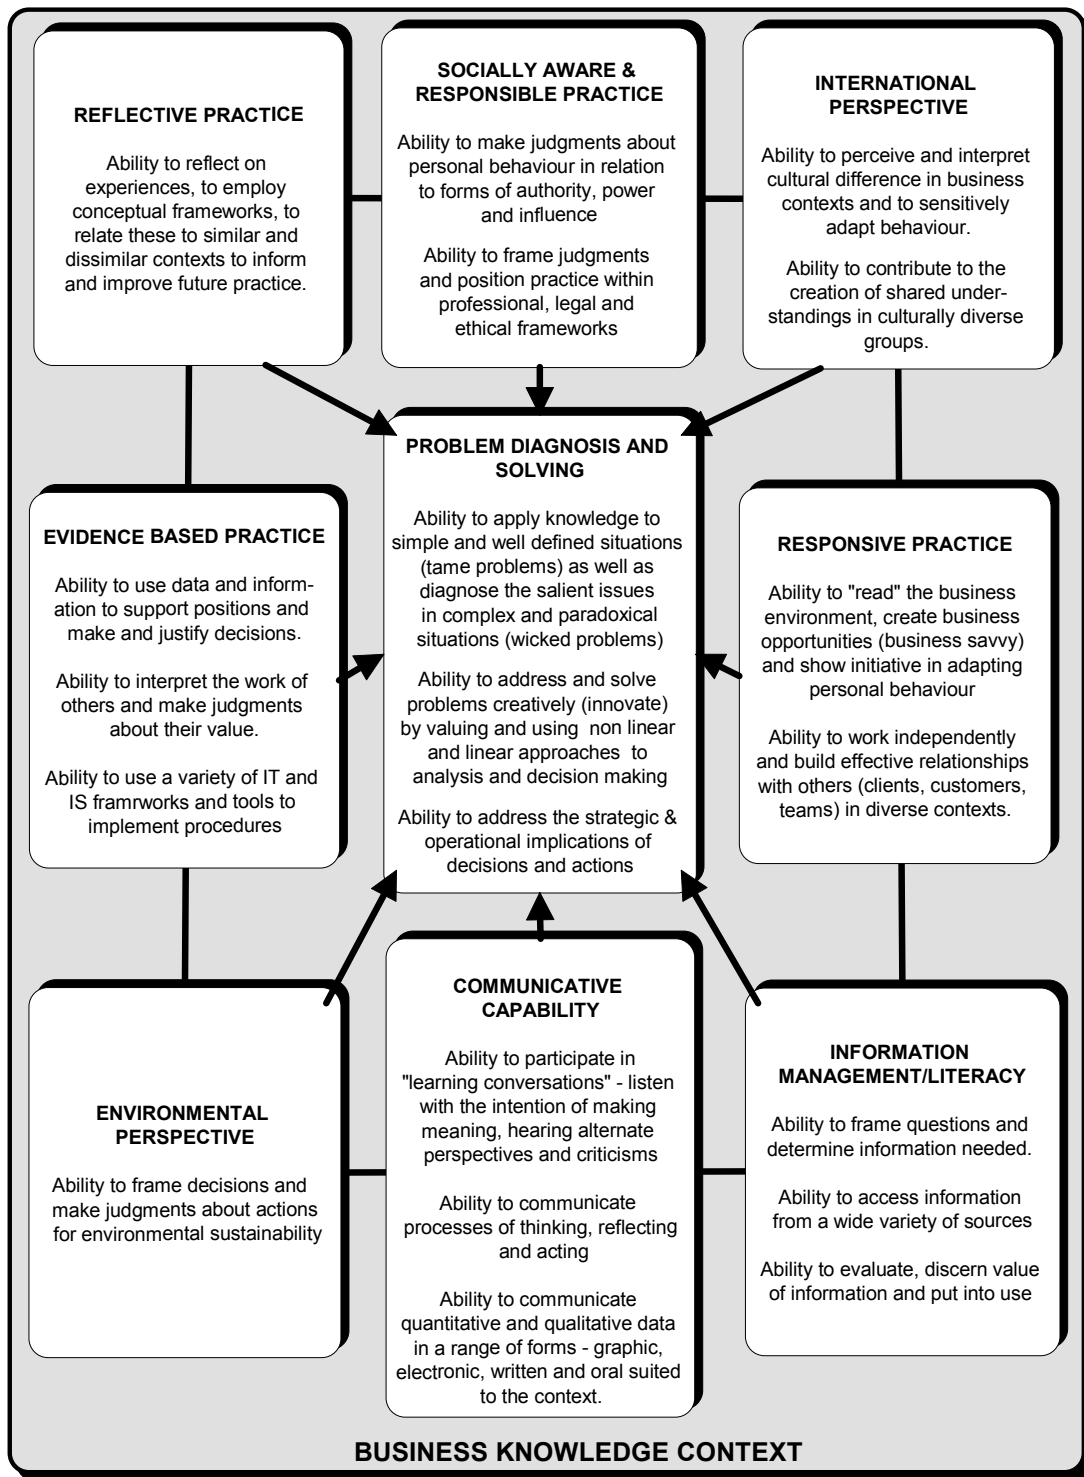 REFLECTIVE PRACTICE
Ability to reflect on
experiences, to employ
conceptual frameworks, to
relate these to similar and
dissimilar contexts to inform
and improve future practice.
SOCIALLY AWARE &
RESPONSIBLE PRACTICE
Ability to make judgments about
personal behaviour in relation
to forms of authority, power
and influence
Ability to frame judgments
and position practice within
professional, legal and
ethical frameworks
INTERNATIONAL
PERSPECTIVE
Ability to perceive and interpret
cultural difference in business
contexts and to sensitively
adapt behaviour.
Ability to contribute to the
creation of shared under-
standings in culturally diverse
groups.
EVIDENCE BASED PRACTICE
Ability to use data and inform-
ation to support positions and
make and justify decisions.
Ability to interpret the work of
others and make judgments
about their value.
Ability to use a variety of IT and
IS framrworks and tools to
implement procedures
PROBLEM DIAGNOSIS AND
SOLVING
Ability to apply knowledge to
simple and well defined situations
(tame problems) as well as
diagnose the salient issues
in complex and paradoxical
situations (wicked problems)
Ability to address and solve
problems creatively (innovate)
by valuing and using non linear
and linear approaches to
analysis and decision making
Ability to address the strategic &
operational implications of
decisions and actions
RESPONSIVE PRACTICE
Ability to "read" the business
environment, create business
opportunities (business savvy)
and show initiative in adapting
personal behaviour
Ability to work independently
and build effective relationships
with others (clients, customers,
teams) in diverse contexts.
ENVIRONMENTAL
PERSPECTIVE
Ability to frame decisions and
make judgments about actions
for environmental sustainability
COMMUNICATIVE
CAPABILITY
Ability to participate in
"learning conversations" - listen
with the intention of making
meaning, hearing alternate
perspectives and criticisms
Ability to communicate
processes of thinking, reflecting
and acting
Ability to communicate
quantitative and qualitative data
in a range of forms - graphic,
electronic, written and oral suited
to the context.
INFORMATION
MANAGEMENT/LITERACY
Ability to frame questions and
determine information needed.
Ability to access information
from a wide variety of sources
Ability to evaluate, discern value
of information and put into use
BUSINESS KNOWLEDGE CONTEXT